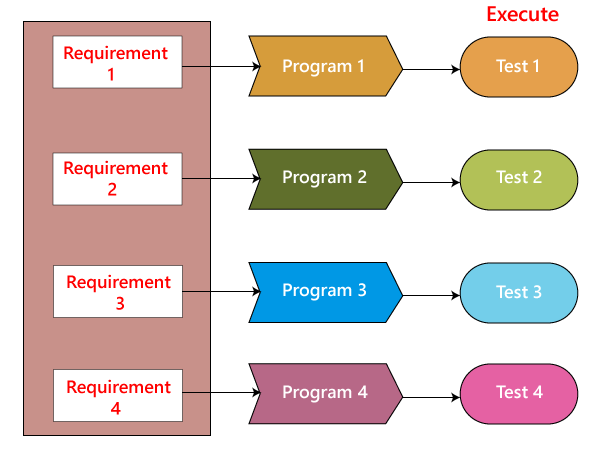 Execute
Requirement
1
Program 1
Test 1
Requirement
2
Program 2
Test 2
Requirement
3
Program 3
Test 3
Requirement
4
Program 4
Test 4